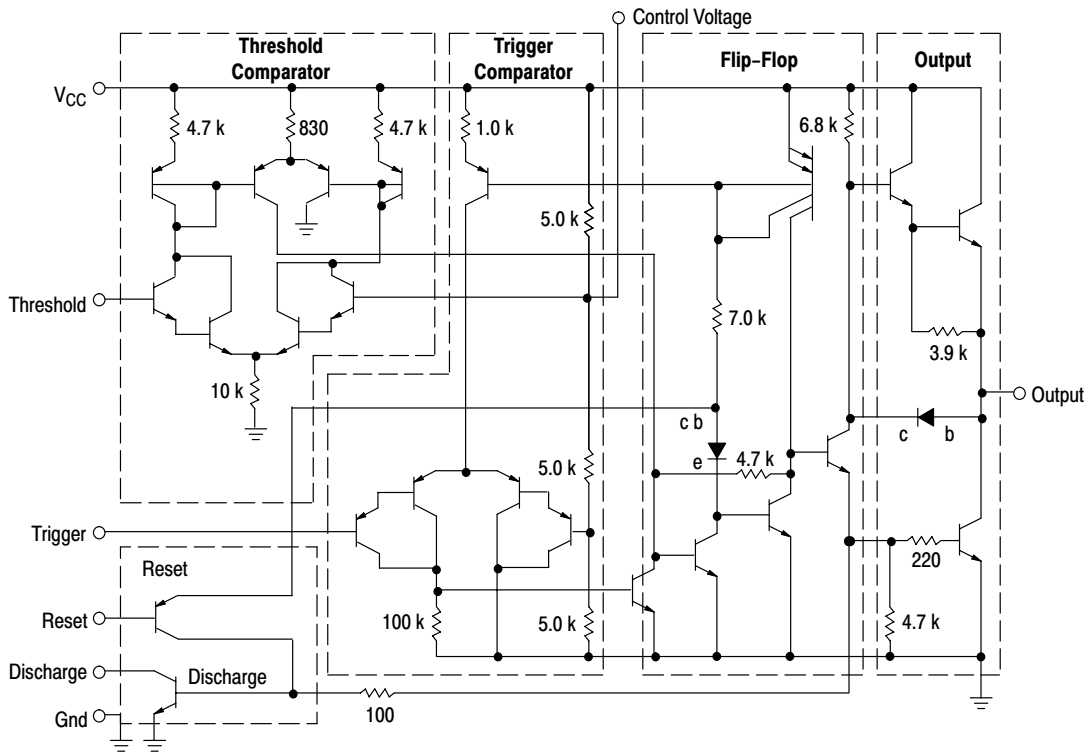 Control Voltage
Threshold
Comparator
Trigger
Comparator
Flip-Flop
Output
VCC
4.7 k
830
4.7 k
1.0 k
6.8 k
5.0 k
Threshold
7.0 k
3.9 k
10 k
Output
c b
c
b
e
4.7 k
5.0 k
Trigger
220
Reset
Reset
100 k
5.0 k
4.7 k
Discharge
Discharge
100
Gnd